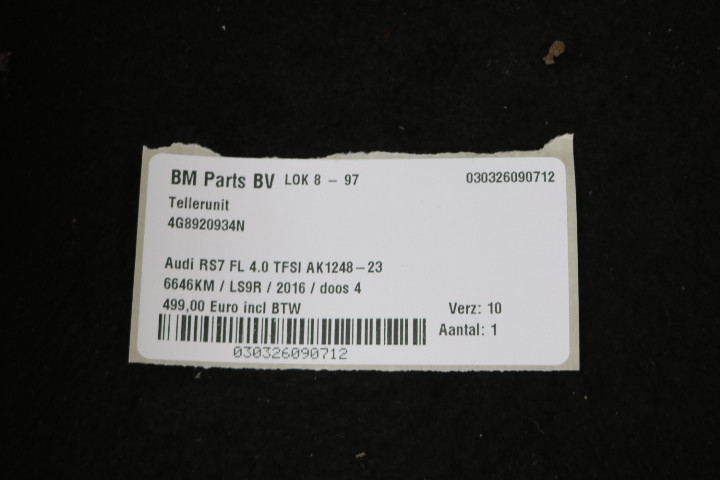 BM Parts BV LOK 8 - 97 030326090712
Tellerunit
4G8920934N
Audi RS7 FL 4.0 TFSI AK1248-23
6646KM / LS9R / 2016 / doos 4
499,00 Euro incl BTW Verz: 10
Aantal: 1
030326090712